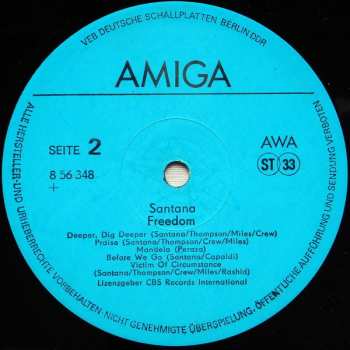 VEB DEUTSCHE SCHALLPLATTEN BERLIN DDR
AMIGA
SEITE 2
AWA
8 56 348
ST 33
+
Santana
Freedom
Deeper, Dig Deeper (Santana/Thompson/Miles/Crew)
Praise (Santana/Thompson/Crew/Miles)
Mandela (Peraza)
Before We Go (Santana/Capaldi)
Victim Of Circumstance
(Santana/Thompson/Crew/Miles/Rashid)
Lizenzgeber CBS Records International
ALLE HERSTELLER-UND URHEBERRECHTE VORBEHALTEN·NICHT GENEHMIGTE ÜBERSPIELUNG, ÖFFENTLICHE AUFFÜHRUNG UND SENDUNG VERBOTEN